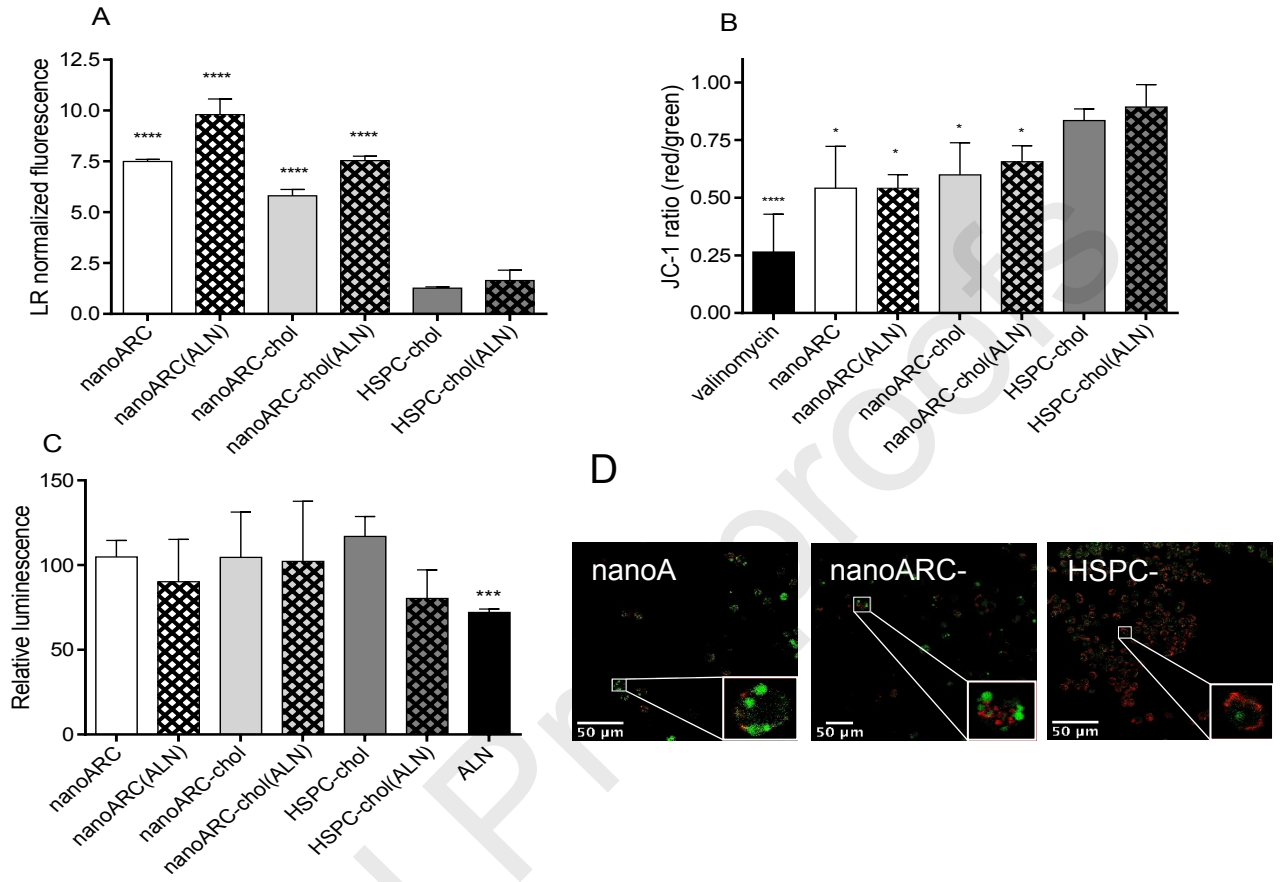 A
LR normalized fluorescence
12.5
10.0
7.5
5.0
2.5
0.0
****
****
****
****
nanoARC
nanoARC(ALN)
nanoARC-chol
nanoARC-chol(ALN)
HSPC-chol
HSPC-chol(ALN)
B
JC-1 ratio (red/green)
1.00
0.75
0.50
0.25
0.00
****
*
*
*
*
valinomycin
nanoARC
nanoARC(ALN)
nanoARC-chol
nanoARC-chol(ALN)
HSPC-chol
HSPC-chol(ALN)
C
Relative luminescence
150
100
50
0
***
nanoARC
nanoARC(ALN)
nanoARC-chol
nanoARC-chol(ALN)
HSPC-chol
HSPC-chol(ALN)
ALN
D
nanoA
50 µm
nanoARC-
50 µm
HSPC-
50 µm
l Pr proofs